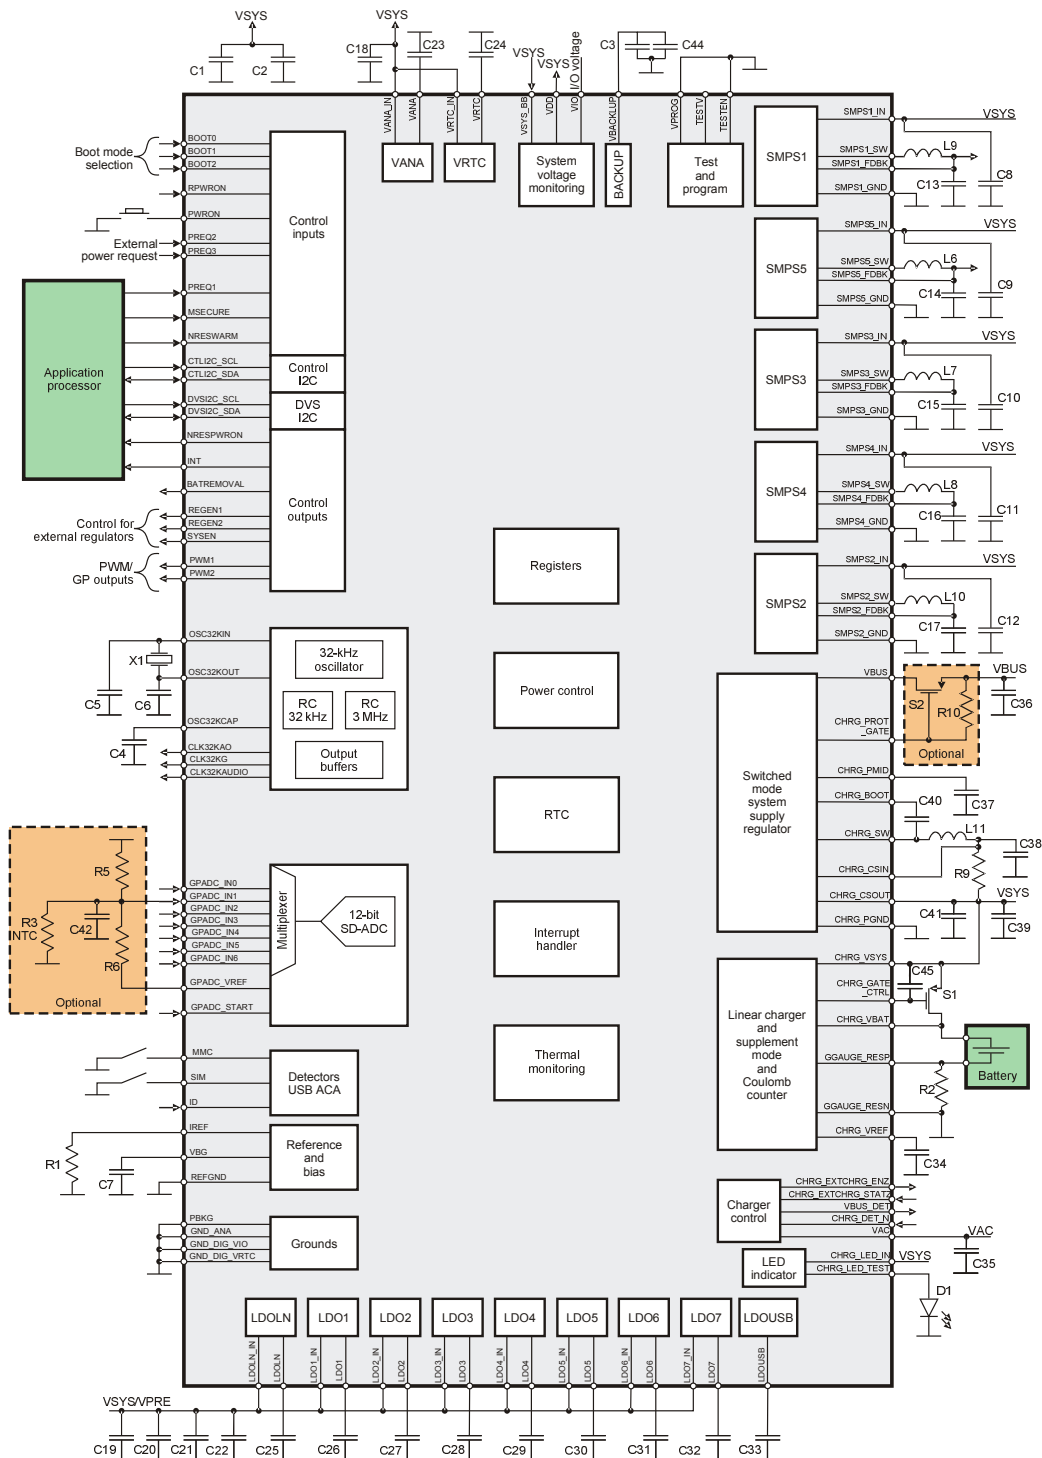 VSYS
VSYS
C1
C2
C18
C23
C24
VSYS
VSYS
I/O voltage
C3
C44
VANA_IN
VANA
VRTC_IN
VRTC
VSYS_BB
VDD
VIO
VBACKUP
VPROG
TESTV
TESTEN
VANA
VRTC
System
voltage
monitoring
BACKUP
Test
and
program
Boot mode
selection
BOOT0
BOOT1
BOOT2
RPWRON
PWRON
External
power request
PREQ2
PREQ3
PREQ1
MSECURE
NRESWARM
Control
inputs
Application
processor
CTLI2C_SCL
CTLI2C_SDA
Control
I2C
DVSI2C_SCL
DVSI2C_SDA
DVS
I2C
NRESPWRON
INT
BATREMOVAL
Control for
external regulators
REGEN1
REGEN2
SYSEN
PWM/
GP outputs
PWM1
PWM2
Control
outputs
SMPS1
SMPS1_IN
VSYS
SMPS1_SW
L9
SMPS1_FDBK
SMPS1_GND
C13
C8
SMPS5
SMPS5_IN
VSYS
SMPS5_SW
L6
SMPS5_FDBK
SMPS5_GND
C14
C9
SMPS3
SMPS3_IN
VSYS
SMPS3_SW
L7
SMPS3_FDBK
SMPS3_GND
C15
C10
SMPS4
SMPS4_IN
VSYS
SMPS4_SW
L8
SMPS4_FDBK
SMPS4_GND
C16
C11
SMPS2
SMPS2_IN
VSYS
SMPS2_SW
L10
SMPS2_FDBK
SMPS2_GND
C17
C12
Registers
Power control
RTC
Interrupt
handler
Thermal
monitoring
OSC32KIN
X1
OSC32KOUT
C5
C6
OSC32KCAP
C4
CLK32KAO
CLK32KG
CLK32KAUDIO
32-kHz
oscillator
RC
32 kHz
RC
3 MHz
Output
buffers
R5
R3
NTC
C42
R6
Optional
GPADC_IN0
GPADC_IN1
GPADC_IN2
GPADC_IN3
GPADC_IN4
GPADC_IN5
GPADC_IN6
GPADC_VREF
GPADC_START
Multiplexer
12-bit
SD-ADC
MMC
SIM
ID
Detectors
USB ACA
IREF
VBG
REFGND
R1
C7
Reference
and
bias
PBKG
GND_ANA
GND_DIG_VIO
GND_DIG_VRTC
Grounds
Switched
mode
system
supply
regulator
VBUS
CHRG_PROT
_GATE
S2
R10
Optional
VBUS
C36
CHRG_PMID
C37
CHRG_BOOT
C40
CHRG_SW
L11
C38
CHRG_CSIN
R9
CHRG_CSOUT
VSYS
CHRG_PGND
C41
C39
Linear charger
and
supplement
mode
and
Coulomb
counter
CHRG_VSYS
C45
CHRG_GATE
_CTRL
S1
CHRG_VBAT
GGAUGE_RESP
Battery
R2
GGAUGE_RESN
CHRG_VREF
C34
Charger
control
CHRG_EXTCHRG_ENZ
CHRG_EXTCHRG_STATZ
VBUS_DET
CHRG_DET_N
VAC
VAC
C35
LED
indicator
CHRG_LED_IN
VSYS
CHRG_LED_TEST
D1
LDOLN
LDO1
LDO2
LDO3
LDO4
LDO5
LDO6
LDO7
LDOUSB
LDOLN_IN
LDOLN
LDO1_IN
LDO1
LDO2_IN
LDO2
LDO3_IN
LDO3
LDO4_IN
LDO4
LDO5_IN
LDO5
LDO6_IN
LDO6
LDO7_IN
LDO7
LDOUSB
VSYS/VPRE
C19
C20
C21
C22
C25
C26
C27
C28
C29
C30
C31
C32
C33